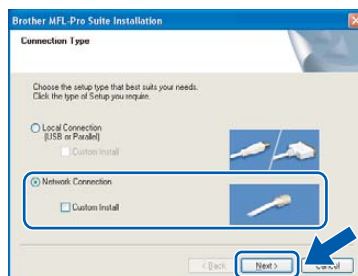 Brother MFL-Pro Suite Installation
Connection Type
Choose the setup type that best suits your needs.
Click the type of Setup you require.
Local Connection
(USB or Parallel)
Custom Install
Network Connection
Custom Install
< Back
Next >
Cancel